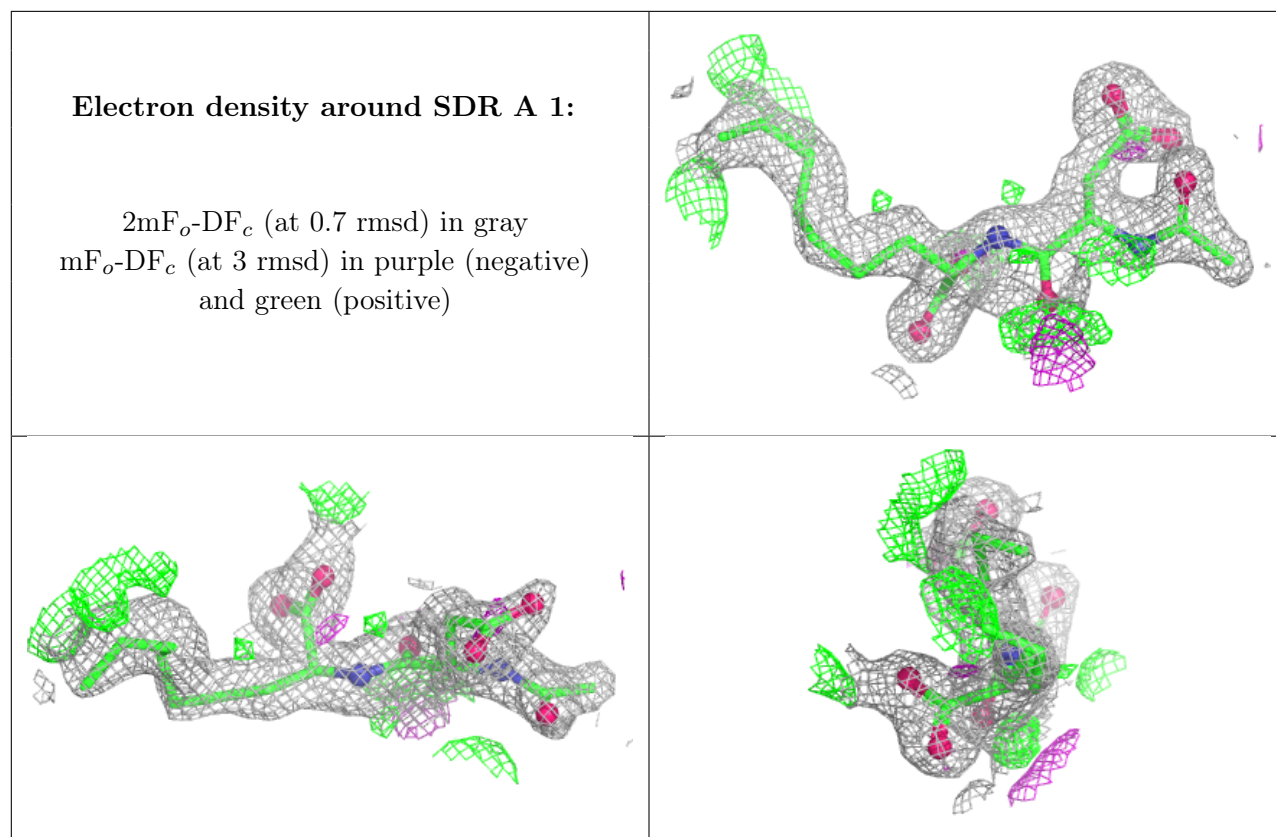 Electron density around SDR A 1:
2mFₒ-DF𝒸 (at 0.7 rmsd) in gray
mFₒ-DF𝒸 (at 3 rmsd) in purple (negative)
and green (positive)